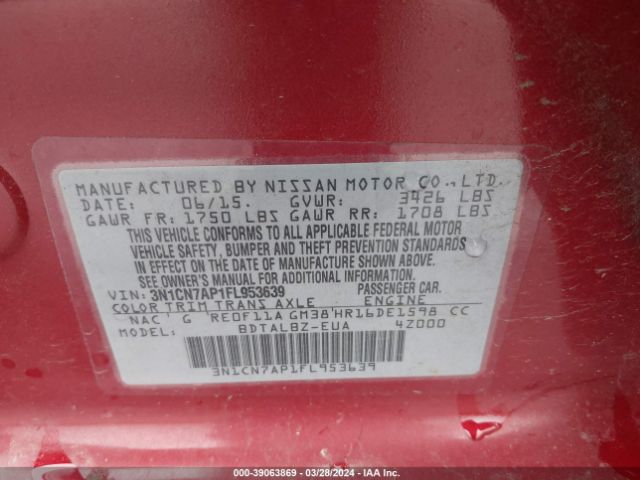 MANUFACTURED BY NISSAN MOTOR CO., LTD.
DATE: 06/15. GVWR: 3426 LBS
GAWR FR: 1750 LBS GAWR RR: 1708 LBS
THIS VEHICLE CONFORMS TO ALL APPLICABLE FEDERAL MOTOR
VEHICLE SAFETY, BUMPER AND THEFT PREVENTION STANDARDS
IN EFFECT ON THE DATE OF MANUFACTURE SHOWN ABOVE.
SEE OWNER'S MANUAL FOR ADDITIONAL INFORMATION.
VIN: 3N1CN7AP1FL953639 PASSENGER CAR.
COLOR TRIM TRANS AXLE ENGINE
NAC G RE0F11A GM38 HR16DE1598 CC
MODEL: BDTALBZ-EUA 4Z000
3N1CN7AP1FL953639
000-39063869 / 03/28/2024 - IAA, Inc. (c)